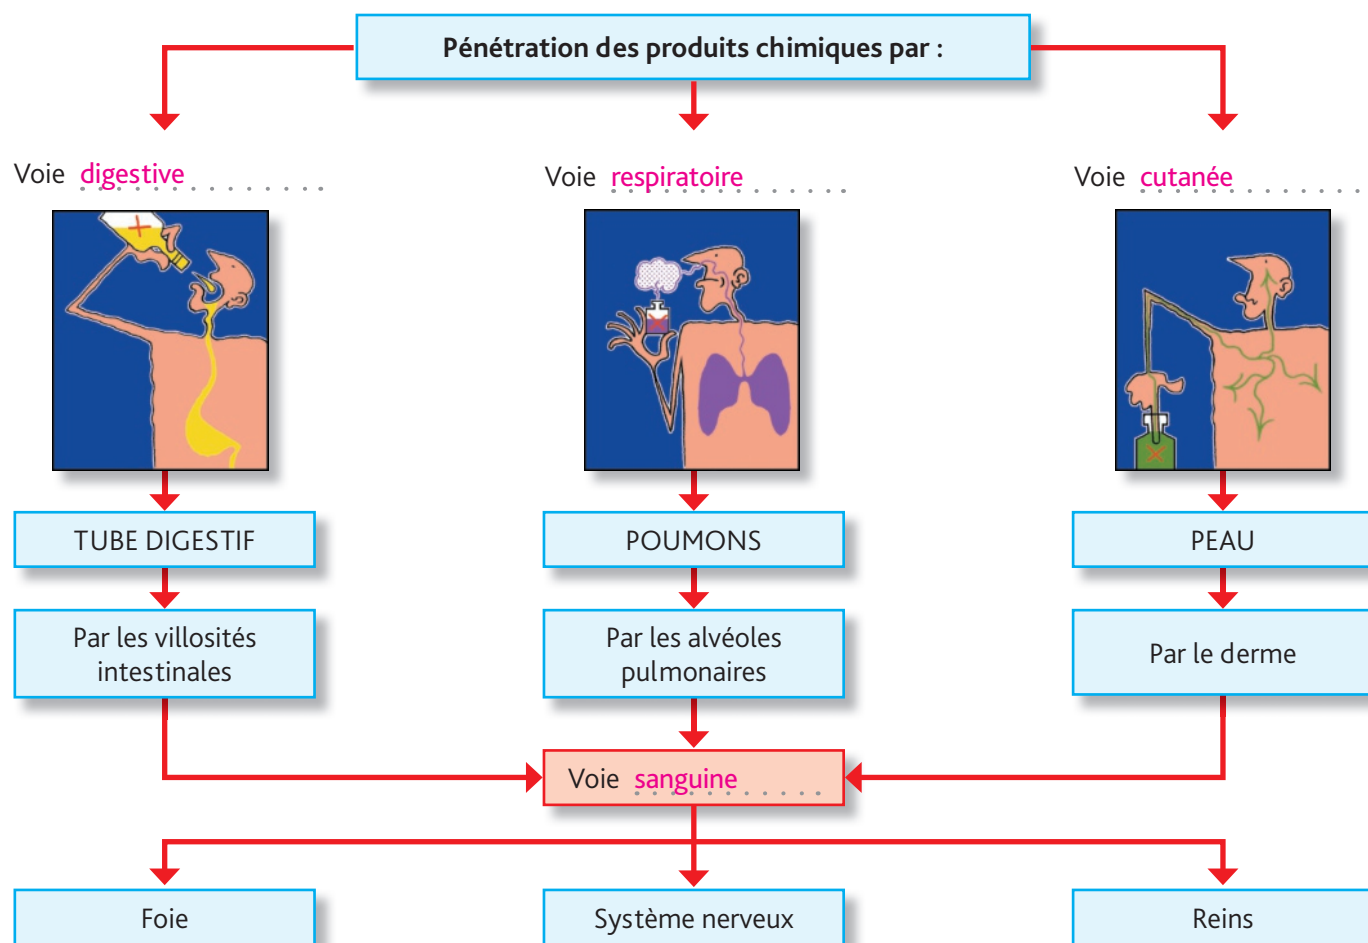 Pénétration des produits chimiques par :
Voie digestive
Voie respiratoire
Voie cutanée
TUBE DIGESTIF
POUMONS
PEAU
Par les villosités
intestinales
Par les alvéoles
pulmonaires
Par le derme
Voie sanguine
Foie
Système nerveux
Reins